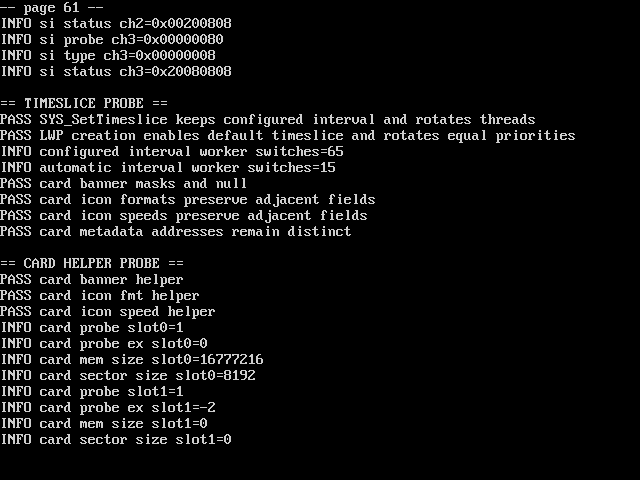 -- page 61 --
INFO si status ch2=0x00200808
INFO si probe ch3=0x00000080
INFO si type ch3=0x00000008
INFO si status ch3=0x20080808
== TIMESLICE PROBE ==
PASS SYS_SetTimeslice keeps configured interval and rotates threads
PASS LWP creation enables default timeslice and rotates equal priorities
INFO configured interval worker switches=65
INFO automatic interval worker switches=15
PASS card banner masks and null
PASS card icon formats preserve adjacent fields
PASS card icon speeds preserve adjacent fields
PASS card metadata addresses remain distinct
== CARD HELPER PROBE ==
PASS card banner helper
PASS card icon fmt helper
PASS card icon speed helper
INFO card probe slot0=1
INFO card probe ex slot0=0
INFO card mem size slot0=16777216
INFO card sector size slot0=8192
INFO card probe slot1=1
INFO card probe ex slot1=-2
INFO card mem size slot1=0
INFO card sector size slot1=0